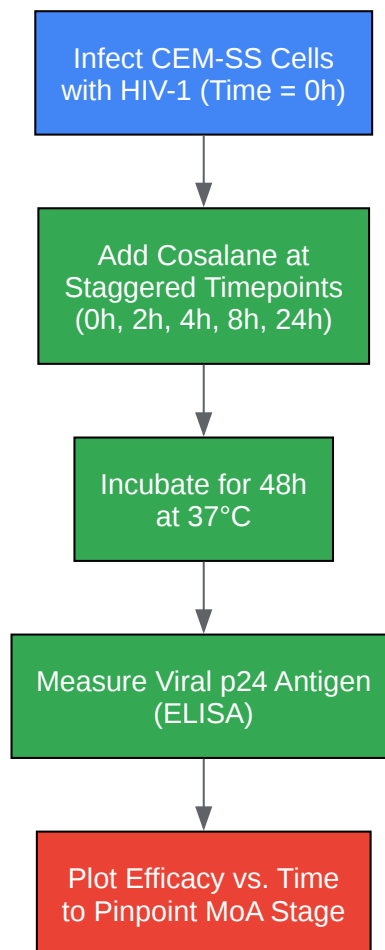 Infect CEM-SS Cells
with HIV-1 (Time = 0h)
Add Cosalane at
Staggered Timepoints
(0h, 2h, 4h, 8h, 24h)
Incubate for 48h
at 37°C
Measure Viral p24 Antigen
(ELISA)
Plot Efficacy vs. Time
to Pinpoint MoA Stage